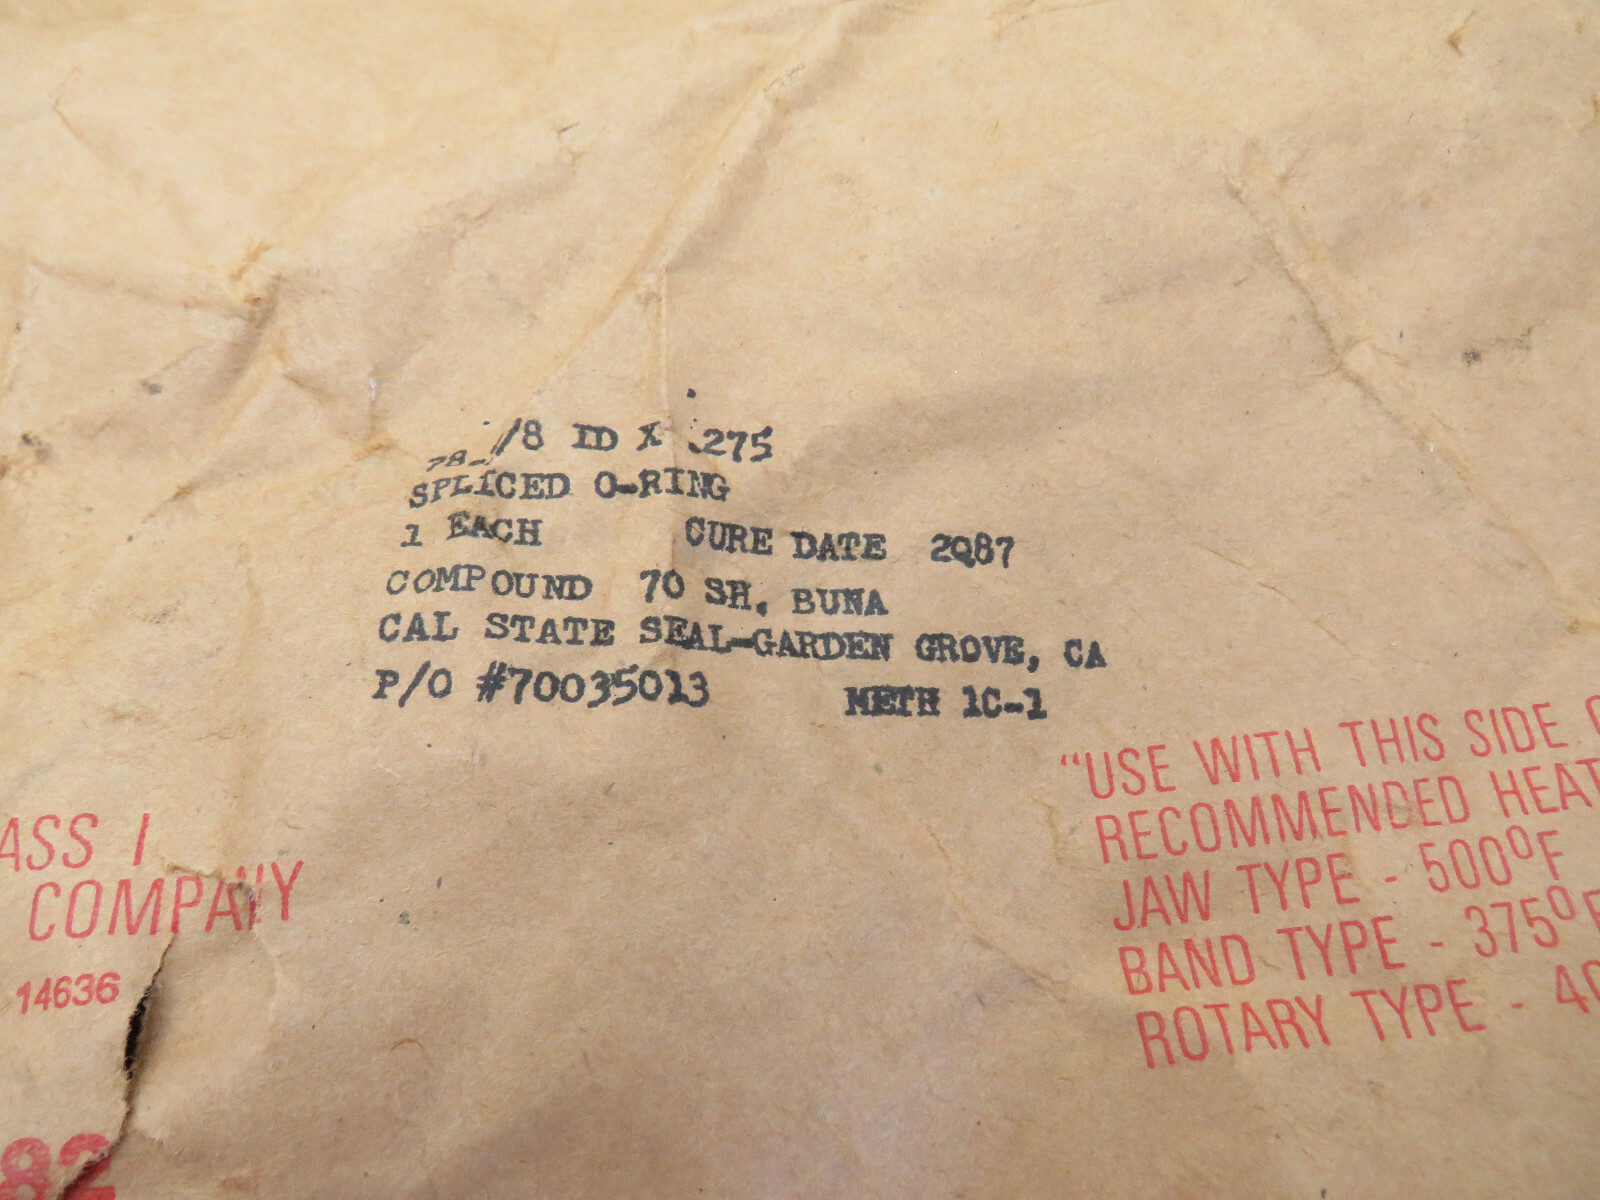 /8 ID X .275
SPLICED O-RING
1 EACH CURE DATE 2Q87
COMPOUND 70 SH. BUNA
CAL STATE SEAL-GARDEN GROVE, CA
P/O #70035013 METH 1C-1
"USE WITH THIS SIDE
RECOMMENDED HEAT
JAW TYPE - 500°F
BAND TYPE - 375°F
ROTARY TYPE - 40
ASS I
COMPANY
14636
82